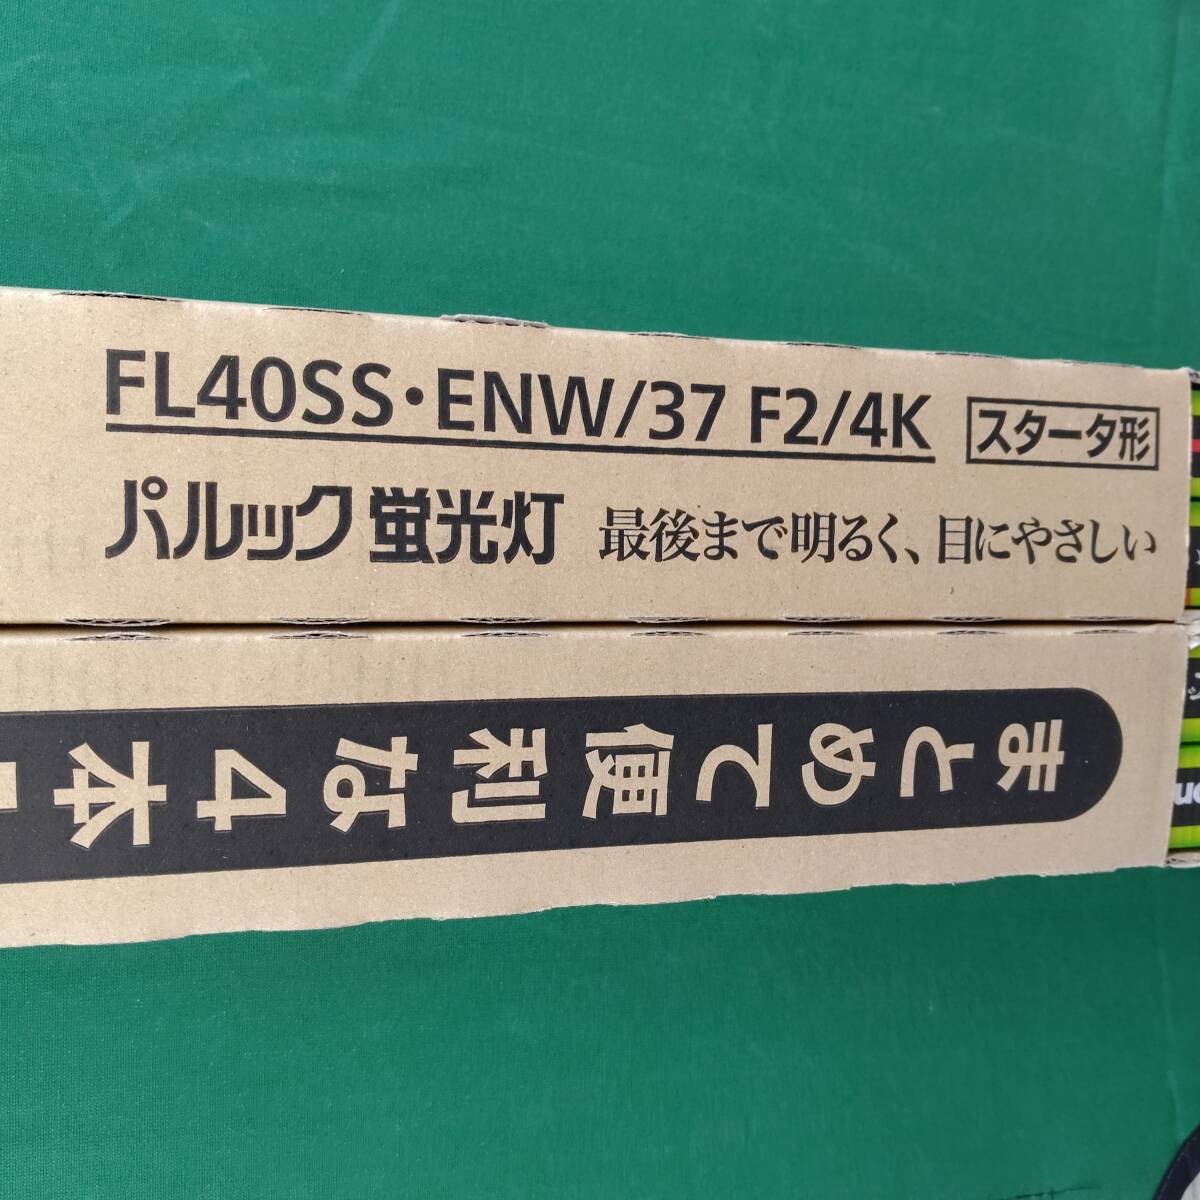 FL40SS・ENW/37 F2/4K スタータ形
パルック蛍光灯 最後まで明るく、目にやさしい
まとめて便利な4本